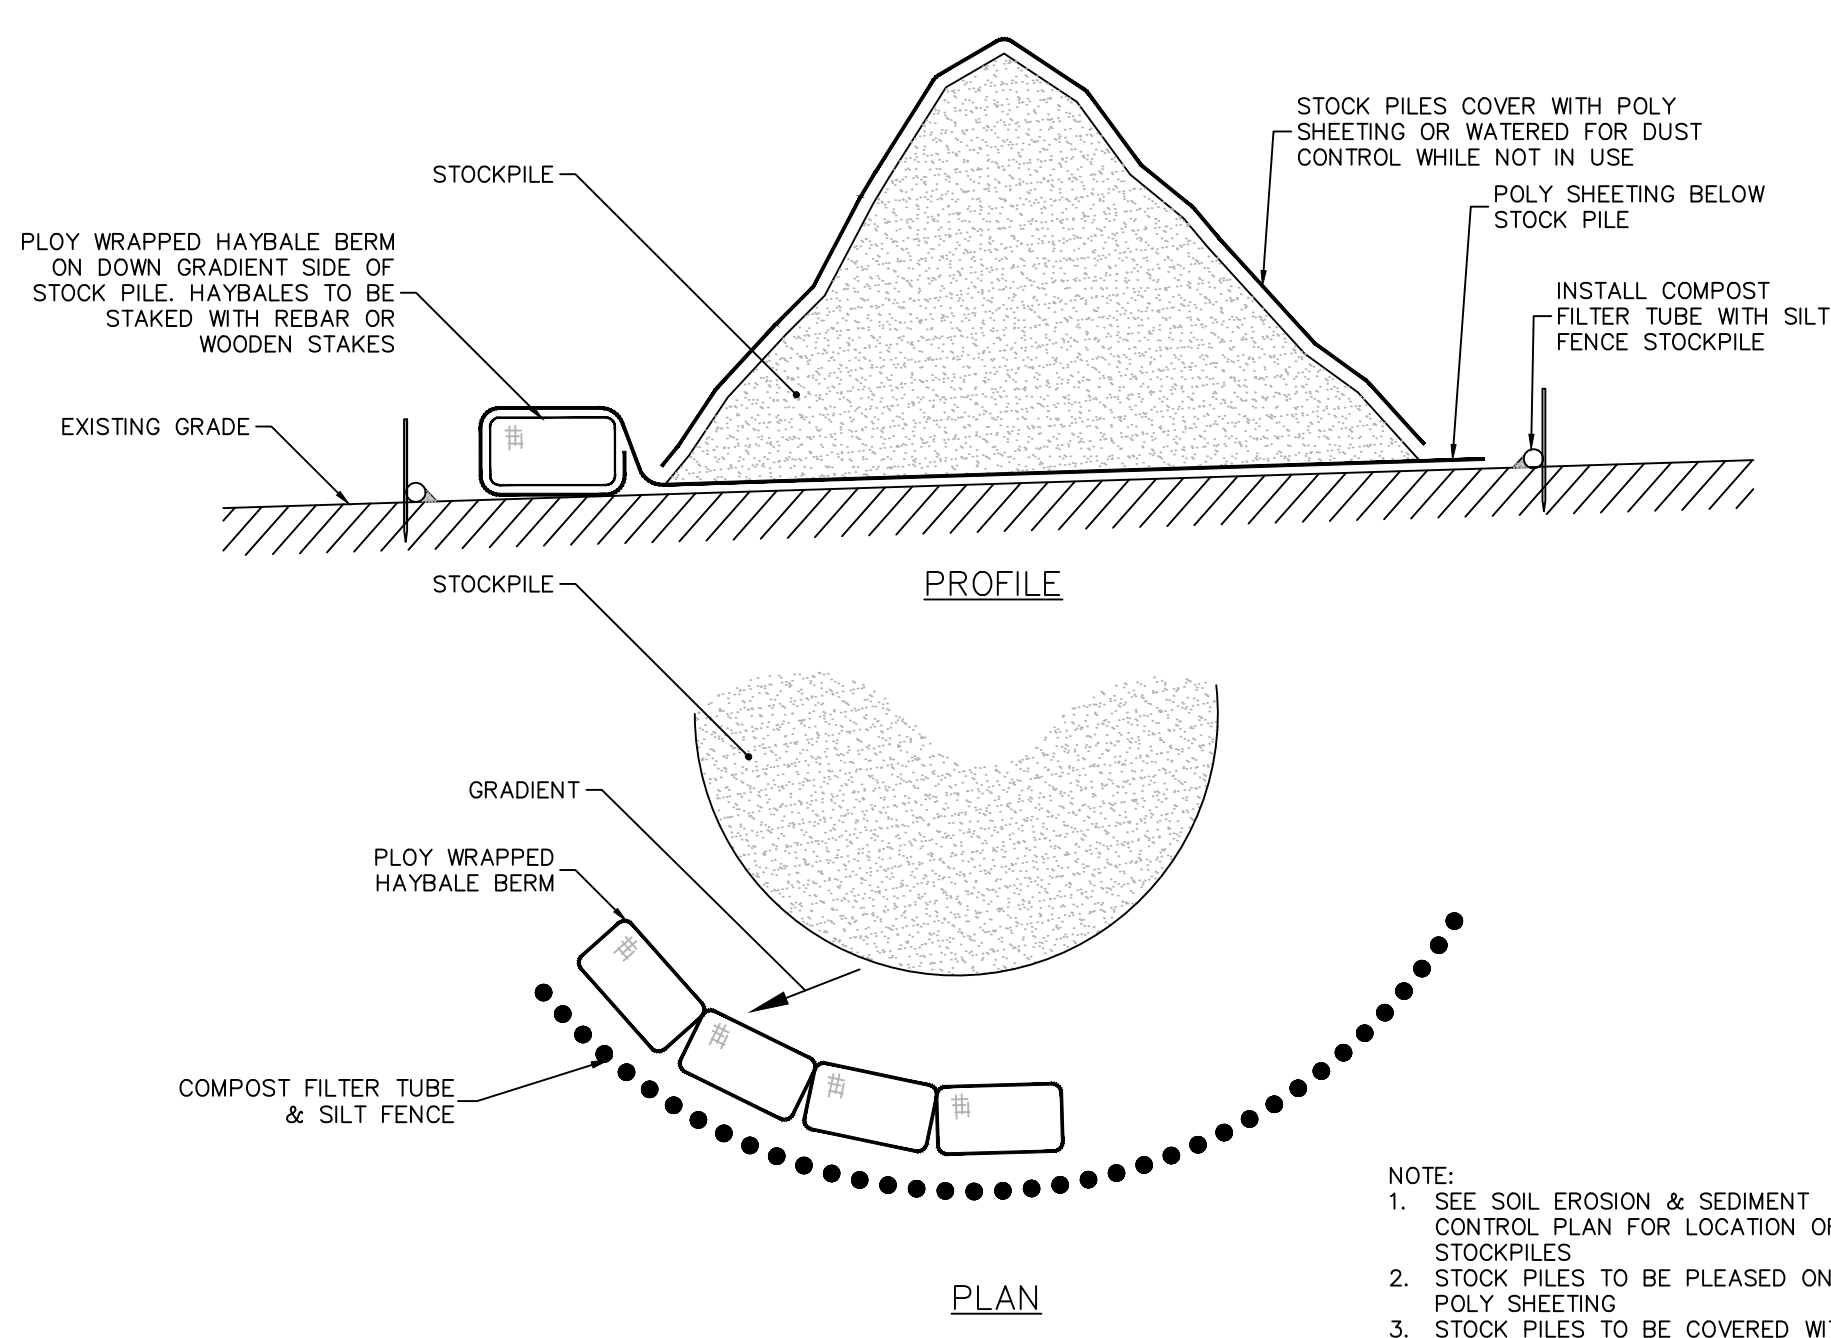 STOCK PILES COVER WITH POLY
SHEETING OR WATERED FOR DUST
CONTROL WHILE NOT IN USE
STOCKPILE
POLY SHEETING BELOW
STOCK PILE
PLOY WRAPPED HAYBALE BERM
ON DOWN GRADIENT SIDE OF
STOCK PILE. HAYBALES TO BE
STAKED WITH REBAR OR
WOODEN STAKES
INSTALL COMPOST
FILTER TUBE WITH SILT
FENCE STOCKPILE
EXISTING GRADE
PROFILE
STOCKPILE
GRADIENT
PLOY WRAPPED
HAYBALE BERM
COMPOST FILTER TUBE
& SILT FENCE
NOTE:
1. SEE SOIL EROSION & SEDIMENT
CONTROL PLAN FOR LOCATION OF
STOCKPILES
2. STOCK PILES TO BE PLEASED ON
POLY SHEETING
3. STOCK PILES TO BE COVERED
PLAN